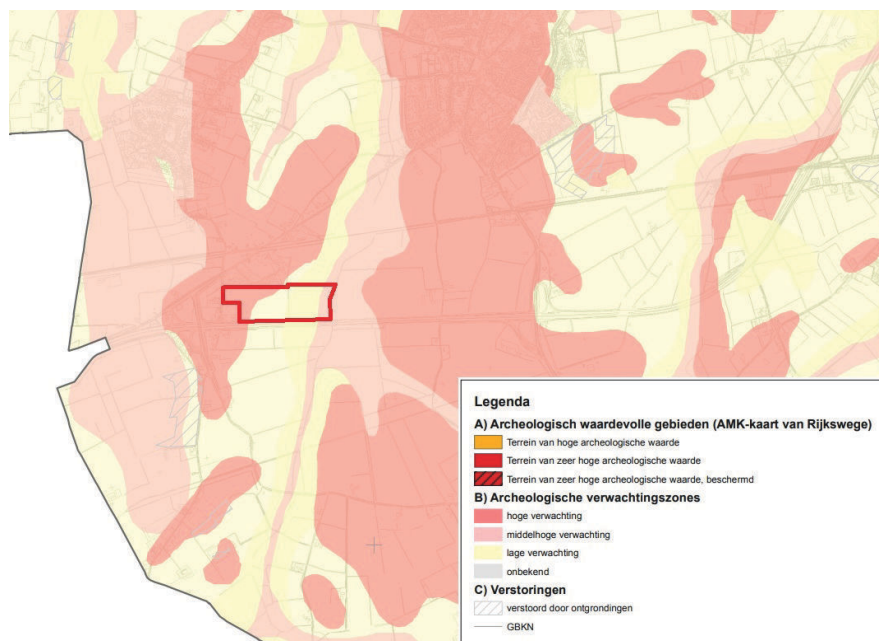 Legenda
A) Archeologisch waardevolle gebieden (AMK-kaart van Rijkswege)
Terrein van hoge archeologische waarde
Terrein van zeer hoge archeologische waarde
Terrein van zeer hoge archeologische waarde, beschermd
B) Archeologische verwachtingszones
hoge verwachting
middelhoge verwachting
lage verwachting
onbekend
C) Verstoringen
verstoord door ontgrondingen
GBKN